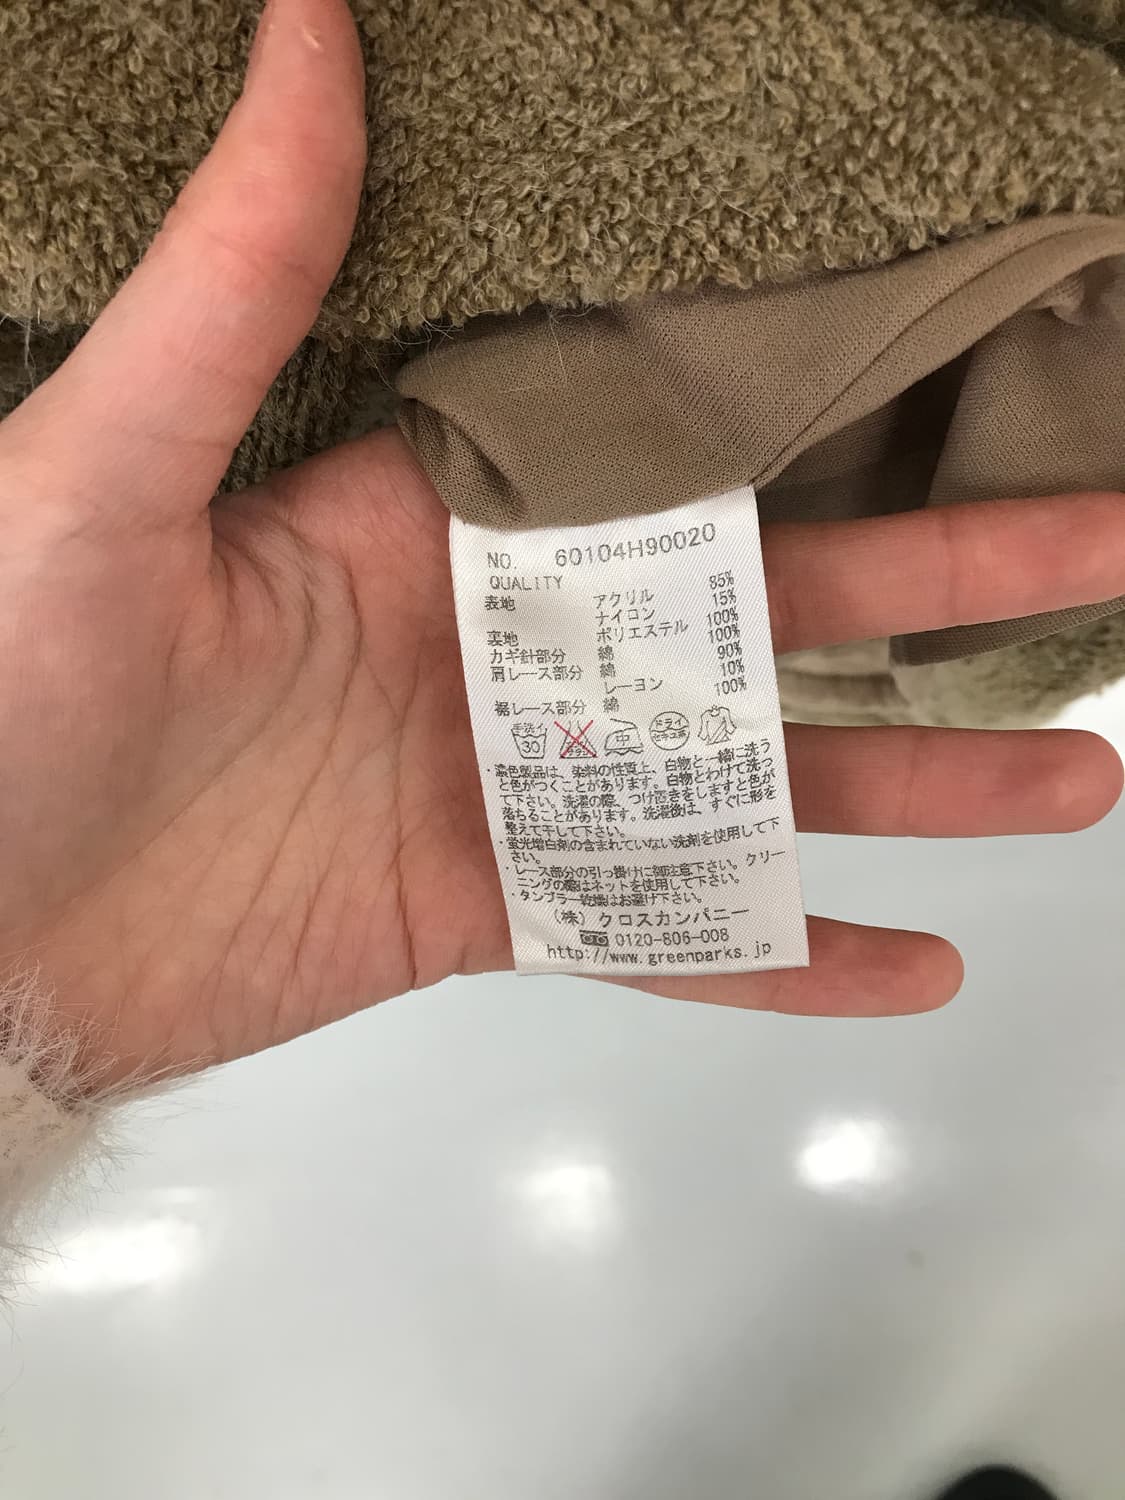 NO. 60104H90020
QUALITY
表地 アクリル 85%
ナイロン 15%
裏地 ポリエステル 100%
カギ針部分 綿 100%
肩レース部分 綿 90%
レーヨン 10%
裾レース部分 綿 100%
手洗イ 30 中 ドライ セキユ系
・濃色製品は、染料の性質上、白物と一緒に洗う
と色がつくことがあります。白物とわけて洗っ
て下さい。洗濯の際、つけ置きをしますと色が
落ちることがあります。洗濯後は、すぐに形を
整えて干して下さい。
・蛍光増白剤の含まれていない洗剤を使用して下
さい。
・レース部分の引っ掛けに御注意下さい。クリー
ニングの際はネットを使用して下さい。
・タンブラー乾燥はお避け下さい。
(株)クロスカンパニー
0120-806-008
http://www.greenparks.jp